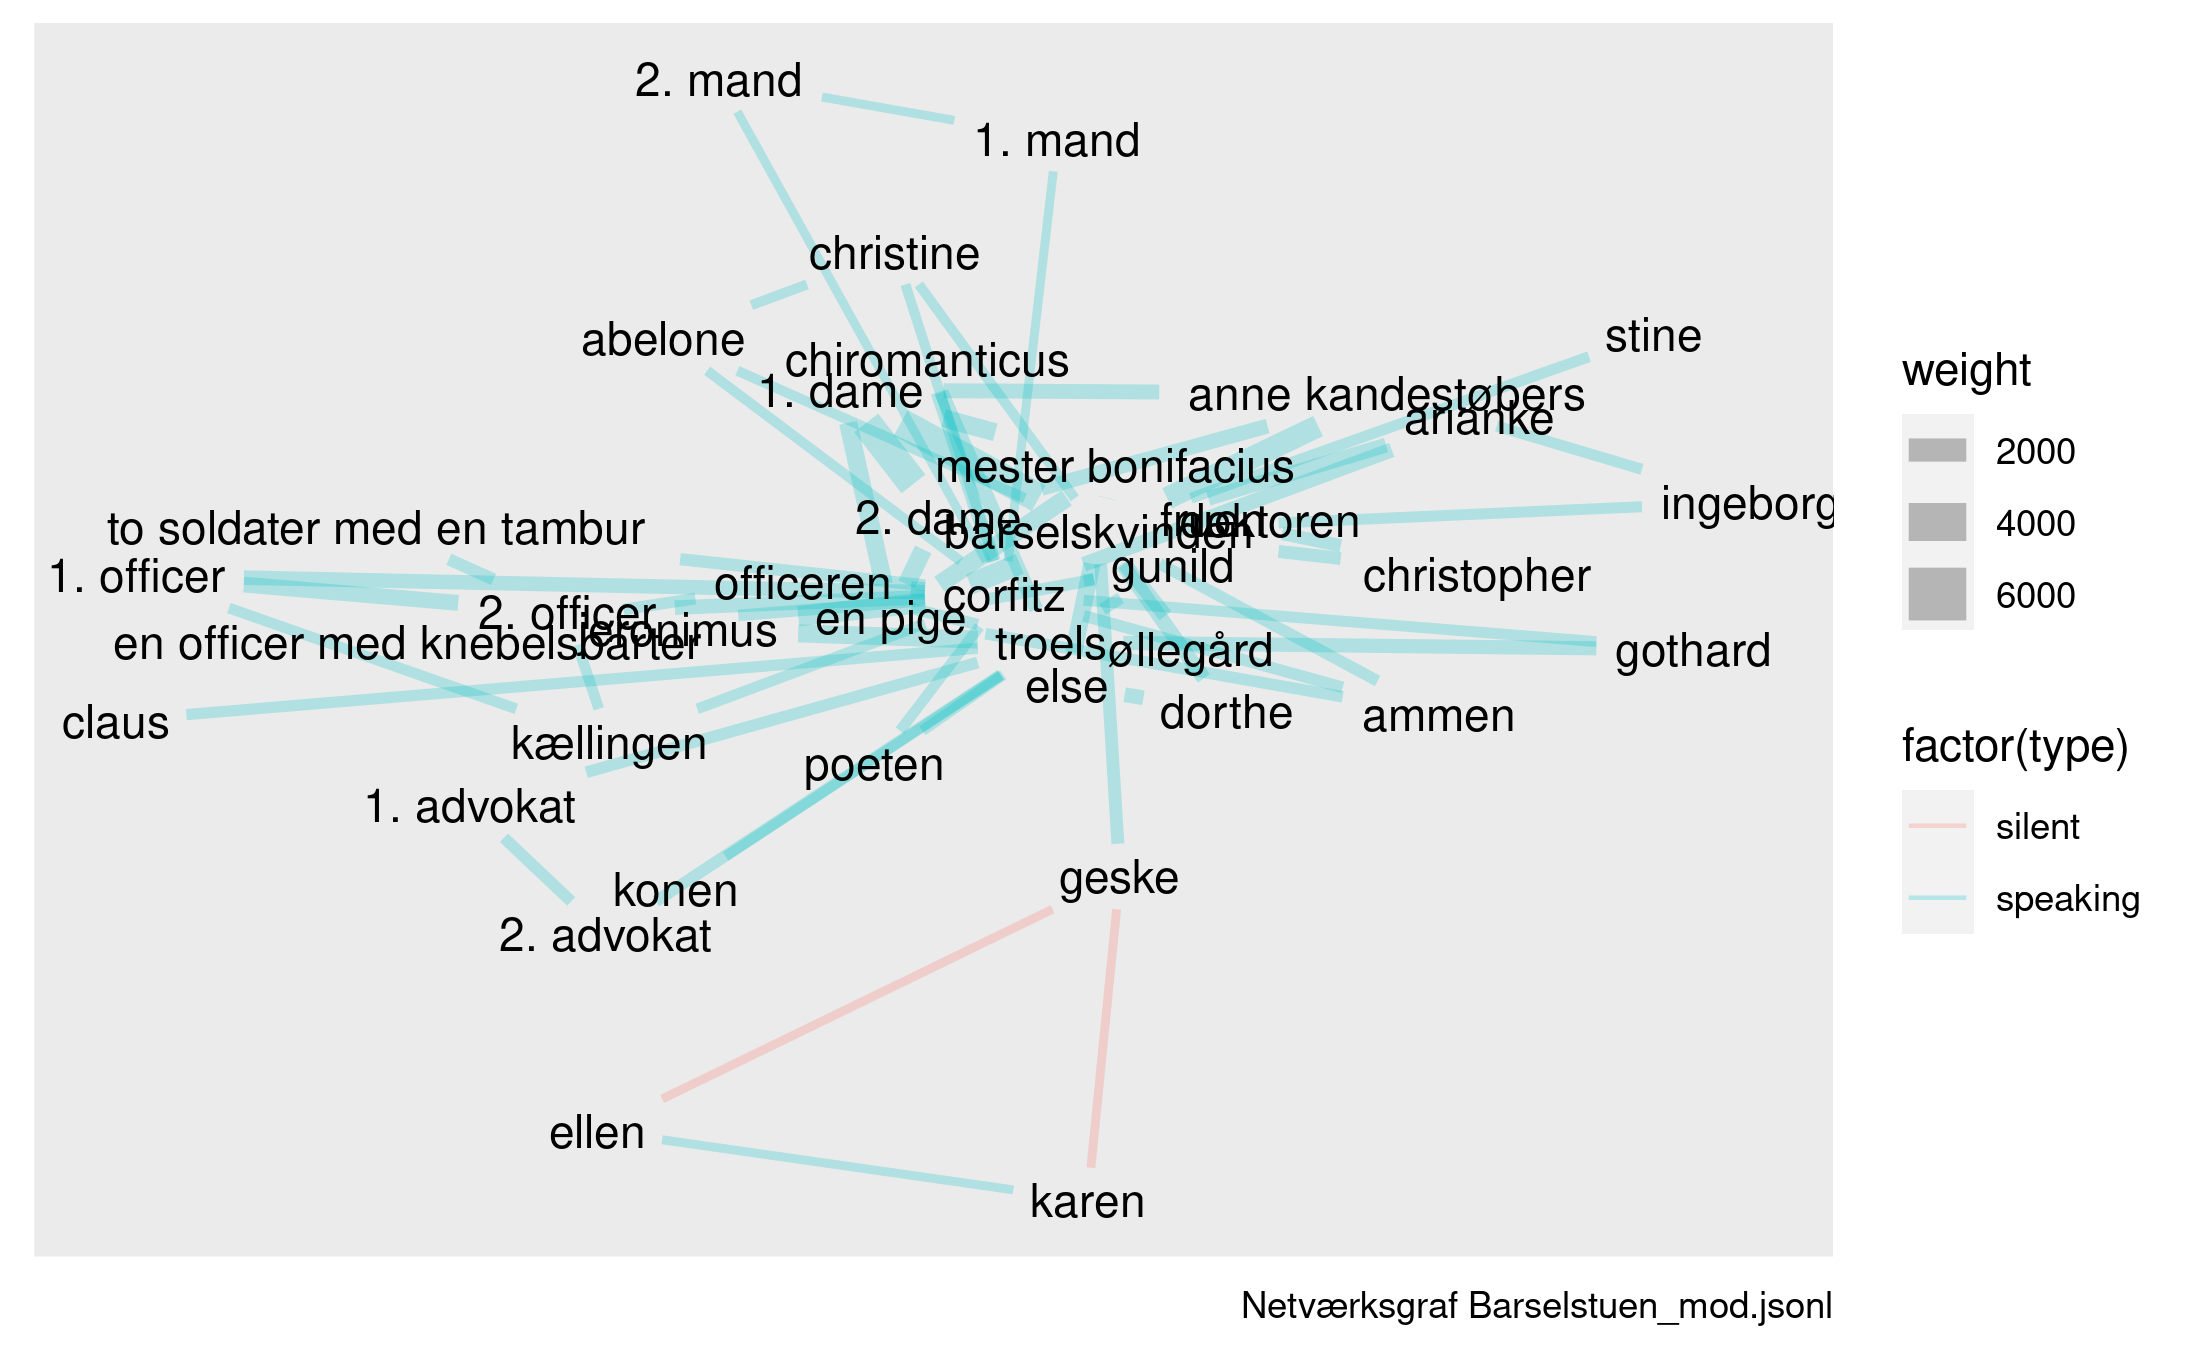 2. mand
1. mand
christine
abelone
stine
chiromanticus
1. dame
anne kandestøbers
arianke
mester bonifacius
ingeborg
2. dame
barselskvinden
fruen
doktoren
to soldater med en tambur
gunild
1. officer
officeren
christopher
corfitz
2. officer
en pige
jeronimus
en officer med knebelsbarter
troels
øllegård
gothard
else
dorthe
ammen
claus
kællingen
poeten
1. advokat
konen
geske
2. advokat
ellen
karen
weight
2000
4000
6000
factor(type)
silent
speaking
Netværksgraf Barselstuen_mod.jsonl